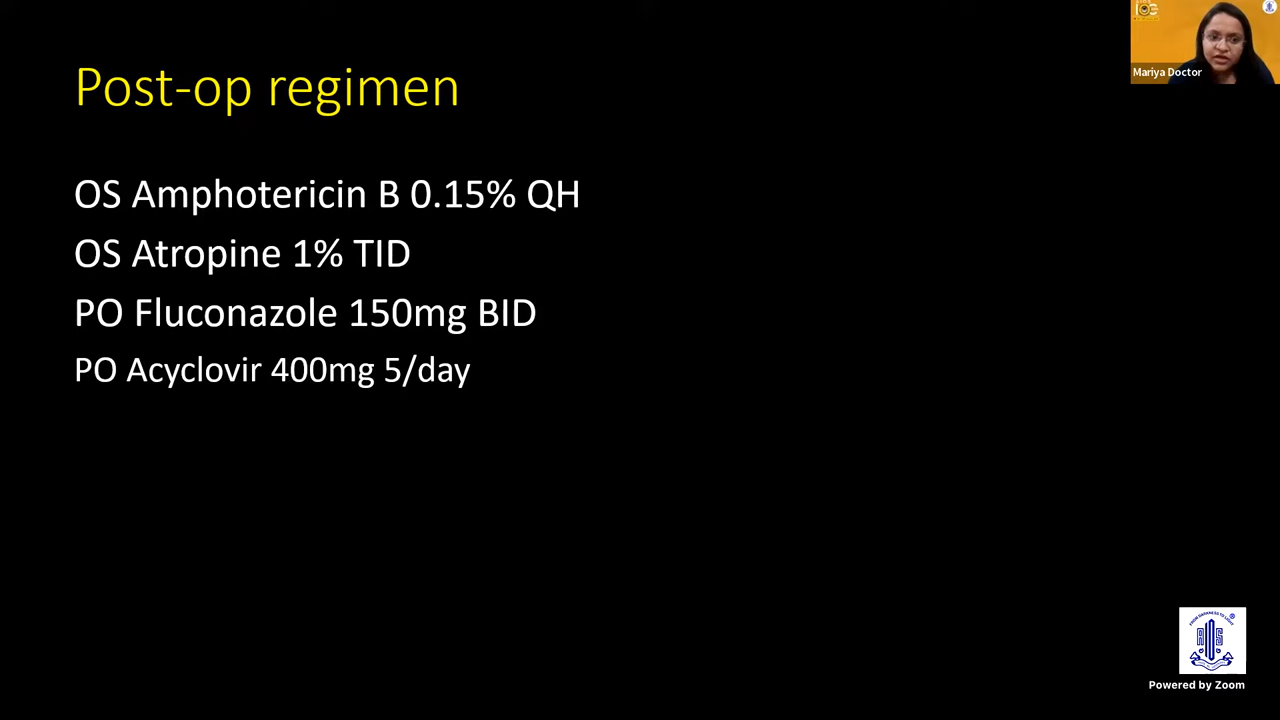 Post-op regimen
OS Amphotericin B 0.15% QH
OS Atropine 1% TID
PO Fluconazole 150mg BID
PO Acyclovir 400mg 5/day
Mariya Doctor
Powered by Zoom